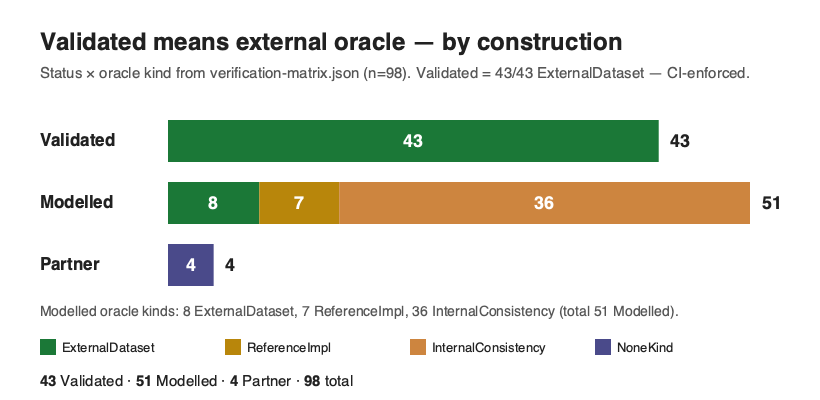 Validated means external oracle — by construction
Status × oracle kind from verification-matrix.json (n=98). Validated = 43/43 ExternalDataset — CI-enforced.
Validated 43 43
Modelled 8 7 36 51
Partner 4 4
Modelled oracle kinds: 8 ExternalDataset, 7 ReferenceImpl, 36 InternalConsistency (total 51 Modelled).
ExternalDataset ReferenceImpl InternalConsistency NoneKind
43 Validated · 51 Modelled · 4 Partner · 98 total